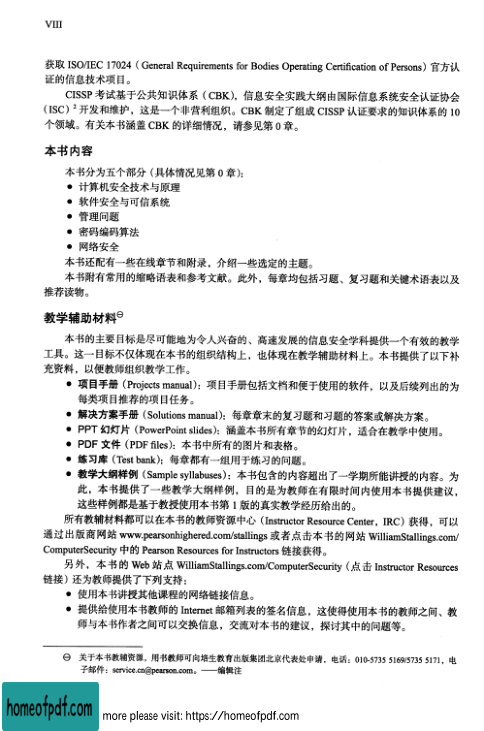 VIII
获取 ISO/IEC 17024（General Requirements for Bodies Operating Certification of Persons）官方认
证的信息技术项目。
CISSP 考试基于公共知识体系（CBK），信息安全实践大纲由国际信息系统安全认证协会
（ISC）² 开发和维护，这是一个非营利组织。CBK 制定了组成 CISSP 认证要求的知识体系的 10
个领域。有关本书涵盖 CBK 的详细情况，请参见第 0 章。
本书内容
本书分为五个部分（具体情况见第 0 章）：
● 计算机安全技术与原理
● 软件安全与可信系统
● 管理问题
● 密码编码算法
● 网络安全
本书还配有一些在线章节和附录，介绍一些选定的主题。
本书附有常用的缩略语表和参考文献。此外，每章均包括习题、复习题和关键术语表以及
推荐读物。
教学辅助材料⊖
本书的主要目标是尽可能地为令人兴奋的、高速发展的信息安全学科提供一个有效的教学
工具。这一目标不仅体现在本书的组织结构上，也体现在教学辅助材料上。本书提供了以下补
充资料，以便教师组织教学工作。
● 项目手册（Projects manual）：项目手册包括文档和便于使用的软件，以及后续列出的为
每类项目推荐的项目任务。
● 解决方案手册（Solutions manual）：每章章末的复习题和习题的答案或解决方案。
● PPT 幻灯片（PowerPoint slides）：涵盖本书所有章节的幻灯片，适合在教学中使用。
● PDF 文件（PDF files）：本书中所有的图片和表格。
● 练习库（Test bank）：每章都有一组用于练习的问题。
● 教学大纲样例（Sample syllabuses）：本书包含的内容超出了一学期所能讲授的内容。为
此，本书提供了一些教学大纲样例，目的是为教师在有限时间内使用本书提供建议，
这些样例都是基于教授使用本书第 1 版的真实教学经历给出的。
所有教辅材料都可以在本书的教师资源中心（Instructor Resource Center，IRC）获得，可以
通过出版商网站 www.pearsonhighered.com/stallings 或者点击本书的网站 WilliamStallings.com/
ComputerSecurity 中的 Pearson Resources for Instructors 链接获得。
另外，本书的 Web 站点 WilliamStallings.com/ComputerSecurity（点击 Instructor Resources
链接）还为教师提供了下列支持：
● 使用本书讲授其他课程的网络链接信息。
● 提供给使用本书教师的 Internet 邮箱列表的签名信息，这使得使用本书的教师之间、教
师与本书作者之间可以交换信息，交流对本书的建议，探讨其中的问题等。
⊖ 关于本书教辅资源，用书教师可向培生教育出版集团北京代表处申请，电话：010-5735 5169/5735 5171，电
子邮件：service.cn@pearson.com。——编辑注
homeofpdf.com
more please visit: https://homeofpdf.com